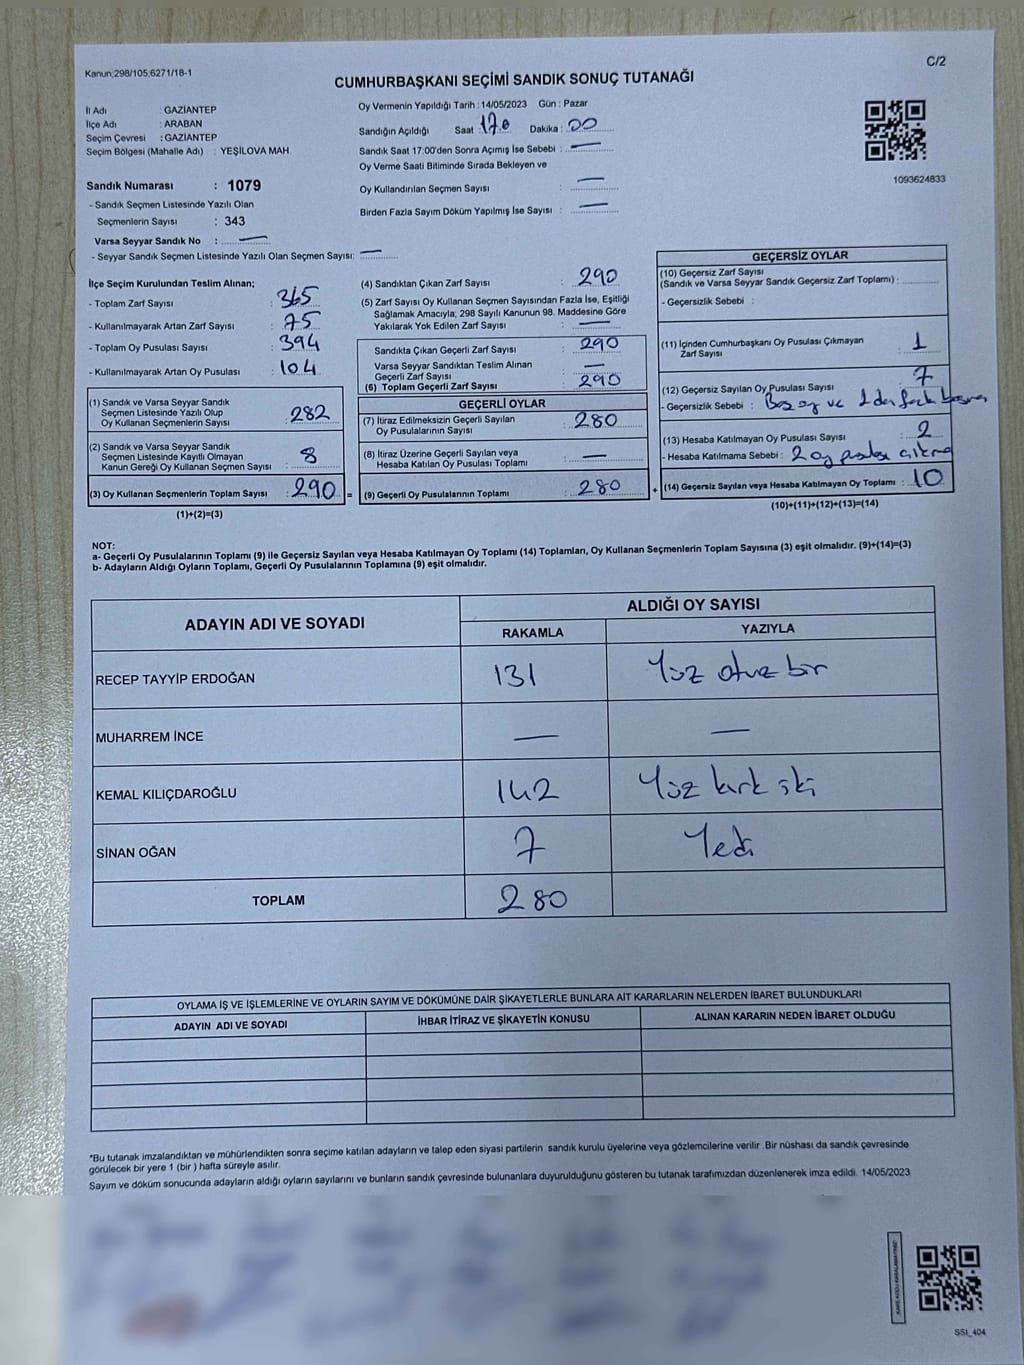 Kanun;298/105;6271/18-1
C/2
CUMHURBAŞKANI SEÇİMİ SANDIK SONUÇ TUTANAĞI
İl Adı : GAZİANTEP
İlçe Adı : ARABAN
Seçim Çevresi : GAZİANTEP
Seçim Bölgesi (Mahalle Adı) : YEŞİLOVA MAH.
Oy Vermenin Yapıldığı Tarih :14/05/2023 Gün : Pazar
Sandığın Açıldığı Saat : 17.0 Dakika : 00
Sandık Saat 17:00'den Sonra Açımış İse Sebebi : —
Oy Verme Saati Bitiminde Sırada Bekleyen ve
Oy Kullandırılan Seçmen Sayısı : —
Birden Fazla Sayım Döküm Yapılmış İse Sayısı : —
1093624833
Sandık Numarası : 1079
- Sandık Seçmen Listesinde Yazılı Olan
Seçmenlerin Sayısı : 343
Varsa Seyyar Sandık No : —
- Seyyar Sandık Seçmen Listesinde Yazılı Olan Seçmen Sayısı: —
İlçe Seçim Kurulundan Teslim Alınan;
- Toplam Zarf Sayısı : 365
- Kullanılmayarak Artan Zarf Sayısı : 75
- Toplam Oy Pusulası Sayısı : 394
- Kullanılmayarak Artan Oy Pusulası : 104
(1) Sandık ve Varsa Seyyar Sandık
Seçmen Listesinde Yazılı Olup
Oy Kullanan Seçmenlerin Sayısı : 282
(2) Sandık ve Varsa Seyyar Sandık
Seçmen Listesinde Kayıtlı Olmayan
Kanun Gereği Oy Kullanan Seçmen Sayısı : 8
(3) Oy Kullanan Seçmenlerin Toplam Sayısı : 290 =
(1)+(2)=(3)
(4) Sandıktan Çıkan Zarf Sayısı : 290
(5) Zarf Sayısı Oy Kullanan Seçmen Sayısından Fazla İse, Eşitliği
Sağlamak Amacıyla; 298 Sayılı Kanunun 98. Maddesine Göre
Yakılarak Yok Edilen Zarf Sayısı : —
Sandıkta Çıkan Geçerli Zarf Sayısı : 290
Varsa Seyyar Sandıktan Teslim Alınan
Geçerli Zarf Sayısı : —
(6) Toplam Geçerli Zarf Sayısı : 290
GEÇERLİ OYLAR
(7) İtiraz Edilmeksizin Geçerli Sayılan
Oy Pusulalarının Sayısı : 280
(8) İtiraz Üzerine Geçerli Sayılan veya
Hesaba Katılan Oy Pusulası Toplamı : —
(9) Geçerli Oy Pusulalarının Toplamı : 280 +
GEÇERSİZ OYLAR
(10) Geçersiz Zarf Sayısı
(Sandık ve Varsa Seyyar Sandık Geçersiz Zarf Toplamı) :
- Geçersizlik Sebebi :
(11) İçinden Cumhurbaşkanı Oy Pusulası Çıkmayan
Zarf Sayısı : 1
(12) Geçersiz Sayılan Oy Pusulası Sayısı : 7
- Geçersizlik Sebebi : Boş oy ve 1 den fazla
(13) Hesaba Katılmayan Oy Pusulası Sayısı : 2
- Hesaba Katılmama Sebebi : 2 oy pusulası
(14) Geçersiz Sayılan veya Hesaba Katılmayan Oy Toplamı : 10
(10)+(11)+(12)+(13)=(14)
NOT:
a- Geçerli Oy Pusulalarının Toplamı (9) ile Geçersiz Sayılan veya Hesaba Katılmayan Oy Toplamı (14) Toplamları, Oy Kullanan Seçmenlerin Toplam Sayısına (3) eşit olmalıdır. (9)+(14)=(3)
b- Adayların Aldığı Oyların Toplamı, Geçerli Oy Pusulalarının Toplamına (9) eşit olmalıdır.
ADAYIN ADI VE SOYADI
ALDIĞI OY SAYISI
RAKAMLA YAZIYLA
RECEP TAYYİP ERDOĞAN 131 Yüz otuz bir
MUHARREM İNCE — —
KEMAL KILIÇDAROĞLU 142 Yüz kırk iki
SİNAN OĞAN 7 Yedi
TOPLAM 280
OYLAMA İŞ VE İŞLEMLERİNE VE OYLARIN SAYIM VE DÖKÜMÜNE DAİR ŞİKAYETLERLE BUNLARA AİT KARARLARIN NELERDEN İBARET BULUNDUKLARI
ADAYIN ADI VE SOYADI İHBAR İTİRAZ VE ŞİKAYETİN KONUSU ALINAN KARARIN NEDEN İBARET OLDUĞU
*Bu tutanak imzalandıktan ve mühürlendikten sonra seçime katılan adayların ve talep eden siyasi partilerin sandık kurulu üyelerine veya gözlemcilerine verilir .Bir nüshası da sandık çevresinde
görülecek bir yere 1 (bir ) hafta süreyle asılır.
Sayım ve döküm sonucunda adayların aldığı oyların sayılarını ve bunların sandık çevresinde bulunanlara duyurulduğunu gösteren bu tutanak tarafımızdan düzenlenerek imza edildi. 14/05/2023
SSI_404